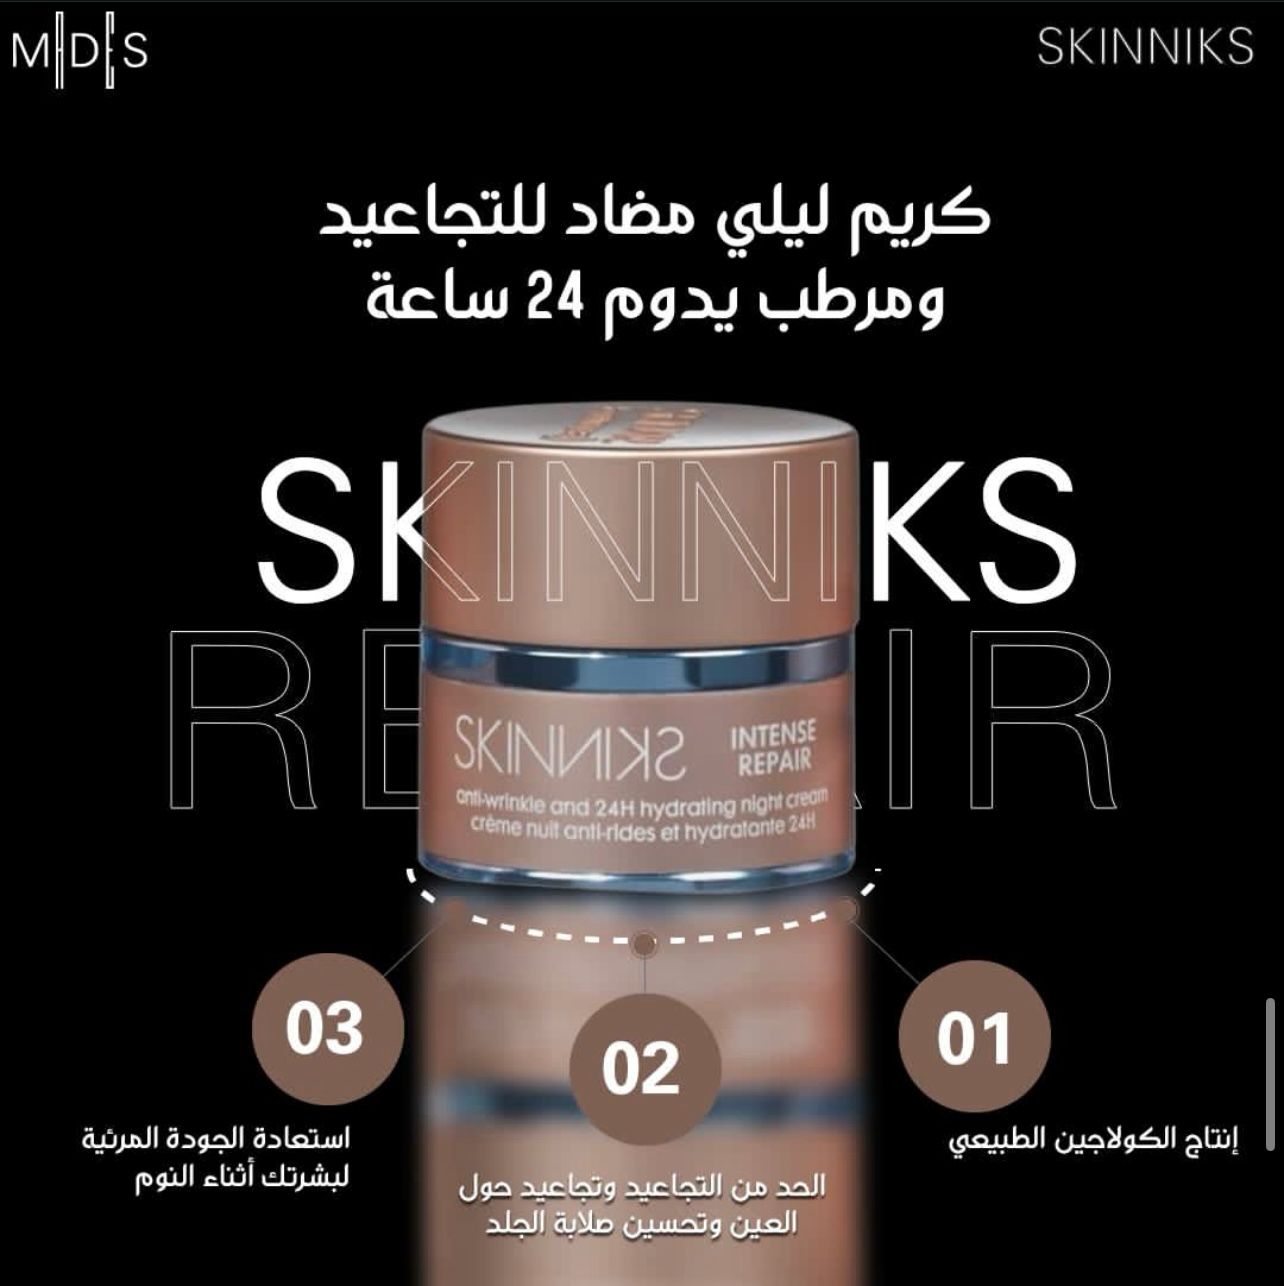 MADES
SKINNIKS
كريم ليلي مضاد للتجاعيد
ومرطب يدوم 24 ساعة
SKINNIKS
REPAIR
SKINNIKS
INTENSE
REPAIR
anti-wrinkle and 24H hydrating night cream
crème nuit anti-rides et hydratante 24H
01
إنتاج الكولاجين الطبيعي
02
الحد من التجاعيد وتجاعيد حول
العين وتحسين صلابة الجلد
03
استعادة الجودة المرئية
لبشرتك أثناء النوم